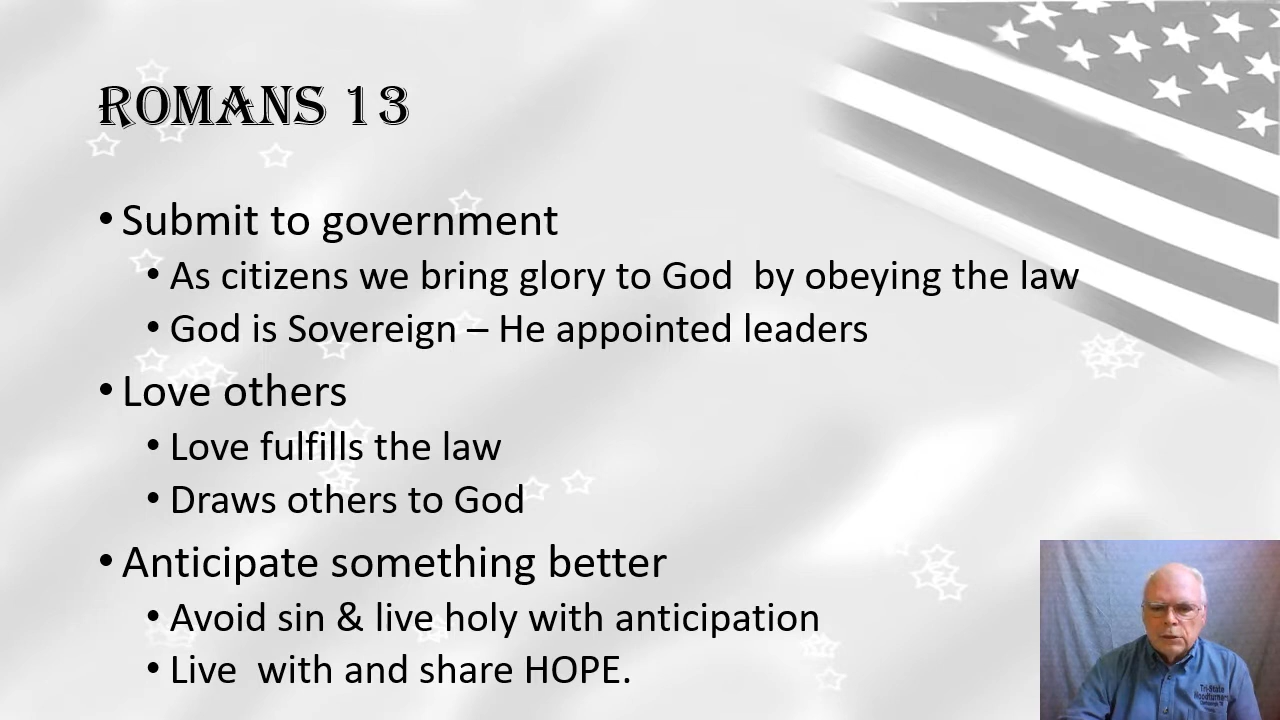 ROMANS 13
• Submit to government
• As citizens we bring glory to God  by obeying the law
• God is Sovereign – He appointed leaders
• Love others
• Love fulfills the law
• Draws others to God
• Anticipate something better
• Avoid sin & live holy with anticipation
• Live  with and share HOPE.
Tri-State